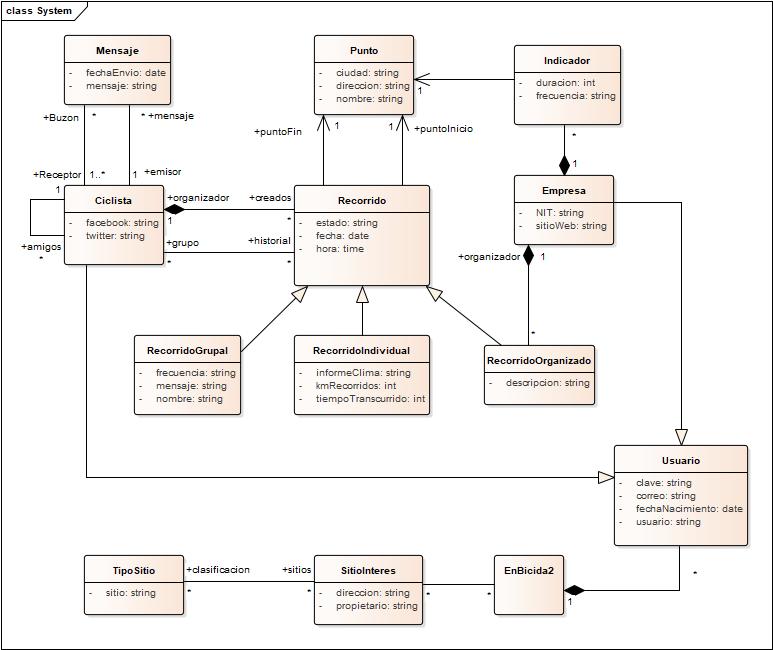 class System
Mensaje
- fechaEnvio: date
- mensaje: string
Punto
- ciudad: string
- direccion: string
- nombre: string
Indicador
- duracion: int
- frecuencia: string
1
+Buzon * * +mensaje
+puntoFin 1 1 +puntoInicio
*
1
+Receptor 1..* 1 +emisor
1
Ciclista
- facebook: string
- twitter: string
+amigos
*
+organizador +creados
1 *
+grupo +historial
* *
Recorrido
- estado: string
- fecha: date
- hora: time
Empresa
- NIT: string
- sitioWeb: string
+organizador 1
*
RecorridoGrupal
- frecuencia: string
- mensaje: string
- nombre: string
RecorridoIndividual
- informeClima: string
- kmRecorridos: int
- tiempoTranscurrido: int
RecorridoOrganizado
- descripcion: string
Usuario
- clave: string
- correo: string
- fechaNacimiento: date
- usuario: string
TipoSitio
- sitio: string
+clasificacion +sitios
* *
SitioInteres
- direccion: string
- propietario: string
* *
EnBicida2
*
1